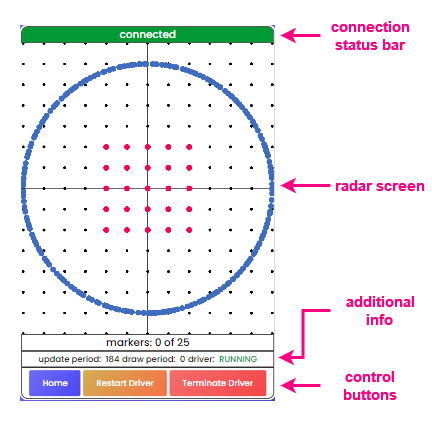 connected
connection
status bar
radar screen
additional
info
markers: 0 of 25
update period: 184 draw period: 0 driver: RUNNING
Home Restart Driver Terminate Driver
control
buttons